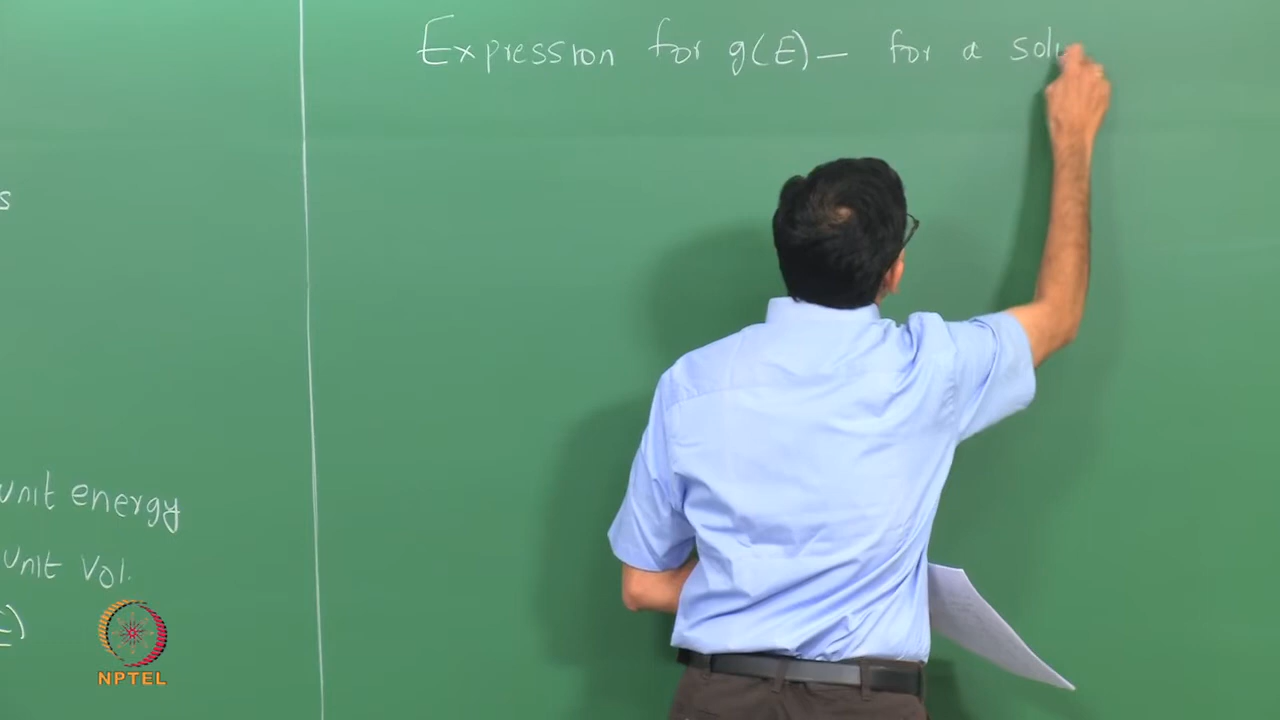 Expression for g(E) - for a soli
s
unit energy
unit Vol.
E)
NPTEL